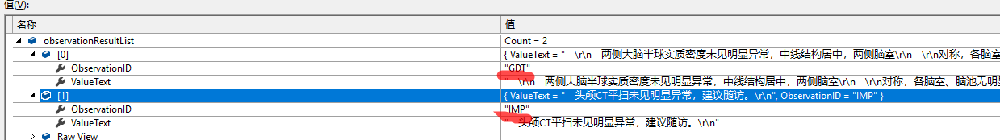 值(V):
名称 值
observationResultList Count = 2
[0] { ValueText = "    \r\n    两侧大脑半球实质密度未见明显异常，中线结构居中，两侧脑室\r\n    \r\n对称，各脑室
ObservationID "GDT"
ValueText "    \r\n    两侧大脑半球实质密度未见明显异常，中线结构居中，两侧脑室\r\n    \r\n对称，各脑室、脑池无明
[1] { ValueText = "    头颅CT平扫未见明显异常，建议随访。\r\n", ObservationID = "IMP" }
ObservationID "IMP"
ValueText "    头颅CT平扫未见明显异常，建议随访。\r\n"
Raw View